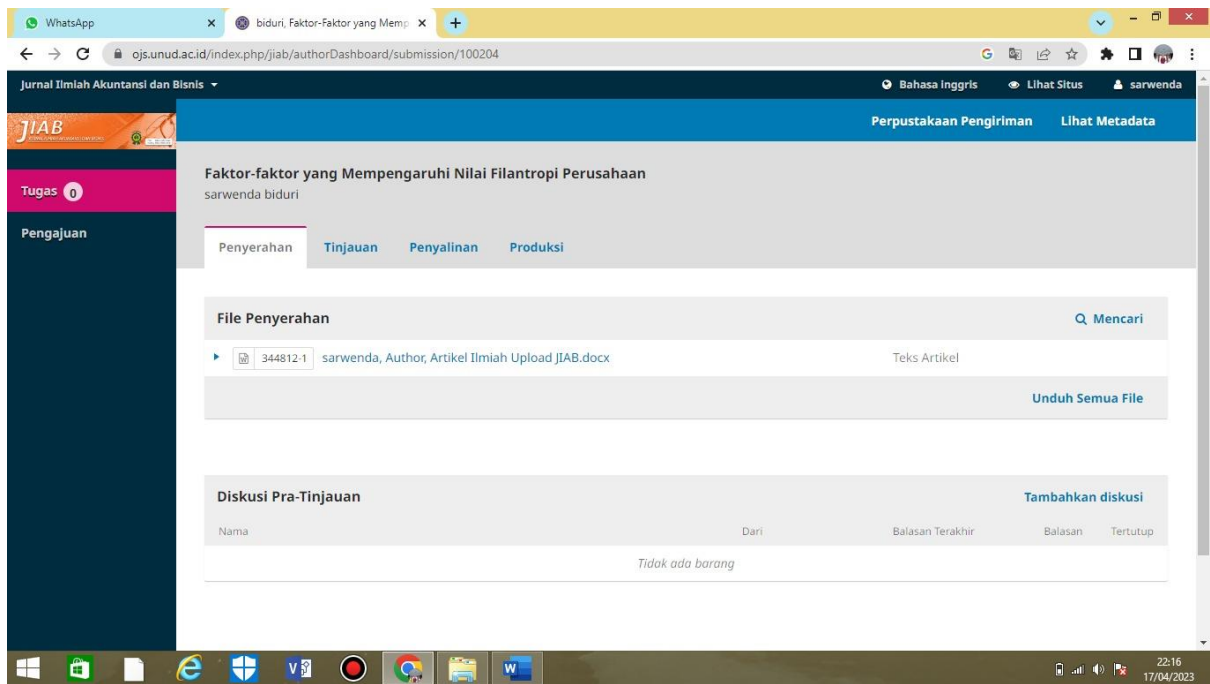 WhatsApp
biduri, Faktor-Faktor yang Memp
ojs.unud.ac.id/index.php/jiab/authorDashboard/submission/100204
Jurnal Ilmiah Akuntansi dan Bisnis
Bahasa inggris
Lihat Situs
sarwenda
JIAB
Perpustakaan Pengiriman
Lihat Metadata
Tugas 0
Pengajuan
Faktor-faktor yang Mempengaruhi Nilai Filantropi Perusahaan
sarwenda biduri
Penyerahan
Tinjauan
Penyalinan
Produksi
File Penyerahan
Mencari
344812-1 sarwenda, Author, Artikel Ilmiah Upload JIAB.docx
Teks Artikel
Unduh Semua File
Diskusi Pra-Tinjauan
Tambahkan diskusi
Nama
Dari
Balasan Terakhir
Balasan
Tertutup
Tidak ada barang
22:16
17/04/2023